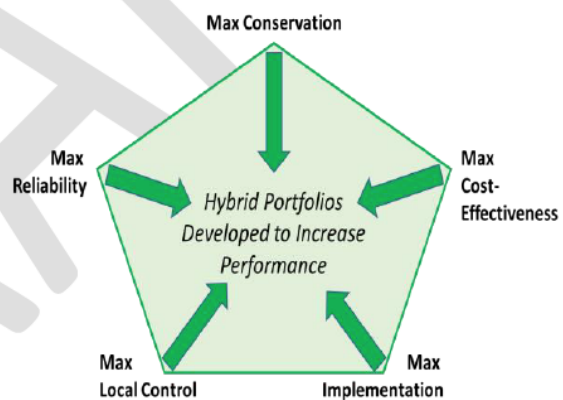 Max Conservation
Max
Reliability
Max
Cost-
Effectiveness
Hybrid Portfolios
Developed to Increase
Performance
Max
Local Control
Max
Implementation